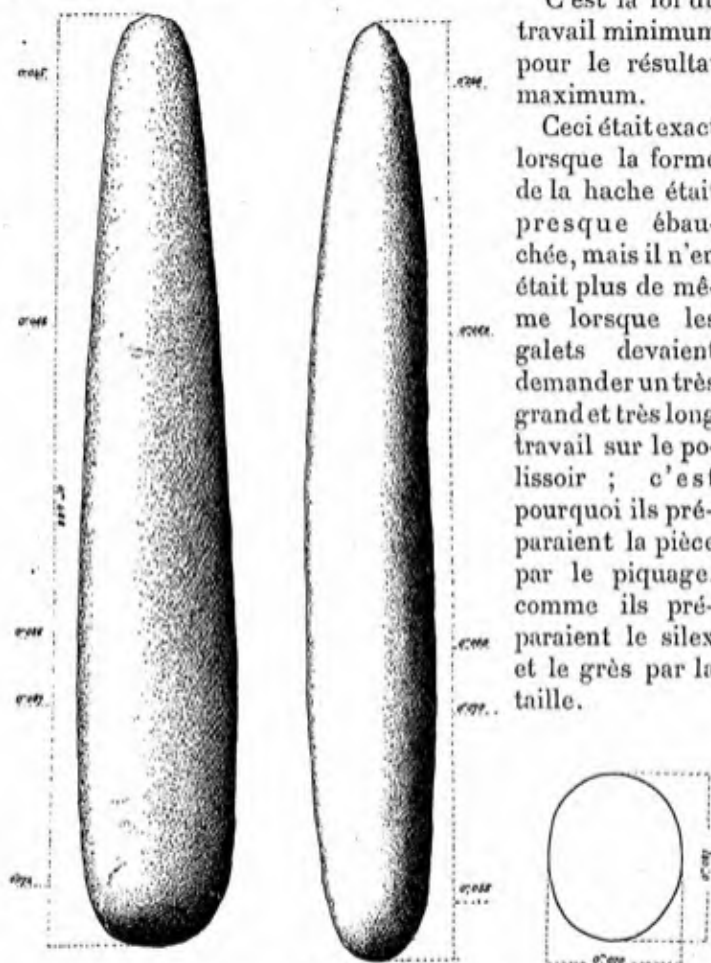 C'est la loi du
travail minimum
pour le résultat
maximum.
Ceci était exact
lorsque la forme
de la hache était
presque ébau-
chée, mais il n'en
était plus de mê-
me lorsque les
galets devaient
demander un très
grand et très long
travail sur le po-
lissoir ; c'est
pourquoi ils pré-
paraient la pièce
par le piquage,
comme ils pré-
paraient le silex
et le grès par la
taille.